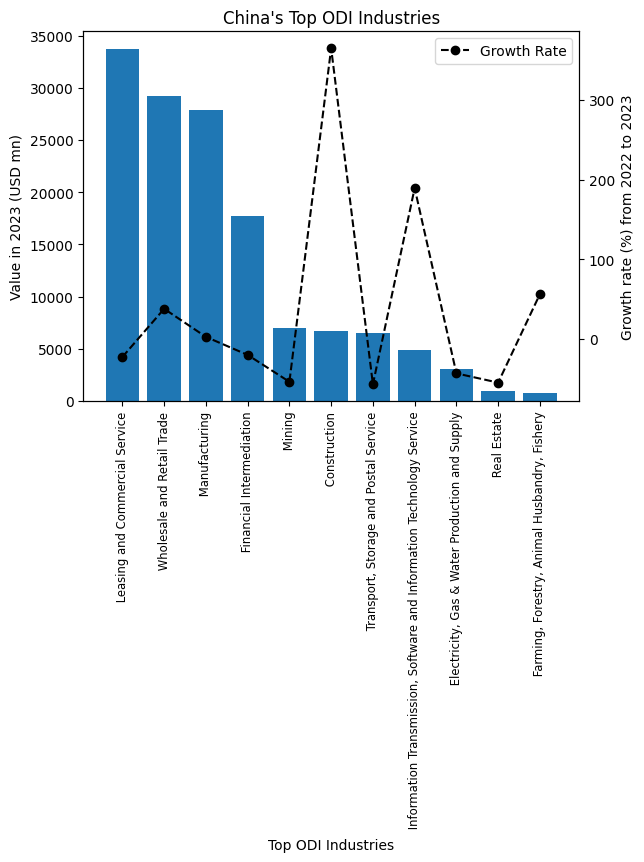 China's Top ODI Industries
Growth Rate
35000
30000
25000
20000
15000
10000
5000
0
Value in 2023 (USD mn)
300
200
100
0
Growth rate (%) from 2022 to 2023
Leasing and Commercial Service
Wholesale and Retail Trade
Manufacturing
Financial Intermediation
Mining
Construction
Transport, Storage and Postal Service
Information Transmission, Software and Information Technology Service
Electricity, Gas & Water Production and Supply
Real Estate
Farming, Forestry, Animal Husbandry, Fishery
Top ODI Industries